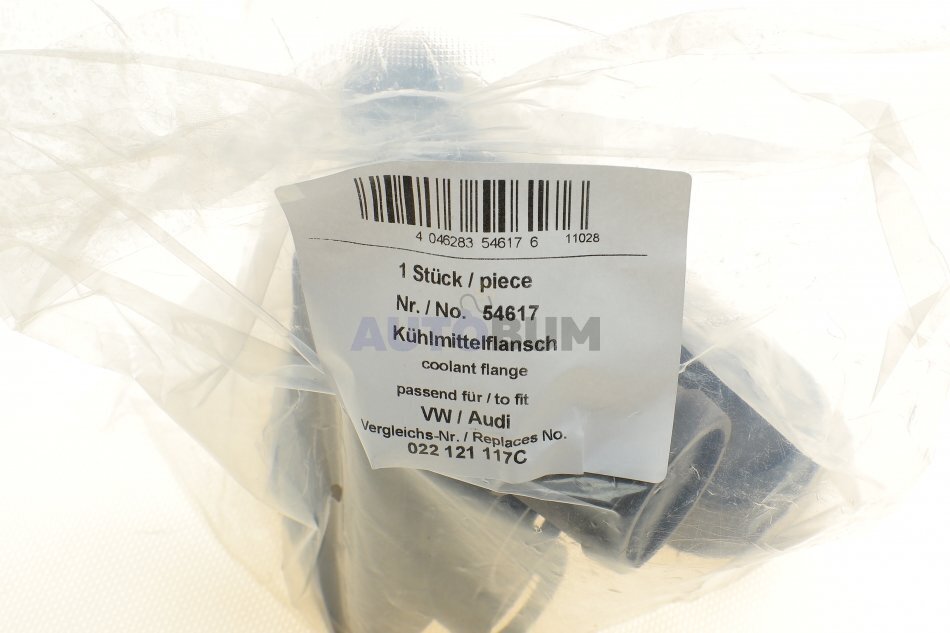 4 046283 54617 6 11028
1 Stück / piece
Nr. / No. 54617
AUTOBUM
Kühlmittelflansch
coolant flange
passend für / to fit
VW / Audi
Vergleichs-Nr. / Replaces No.
022 121 117C